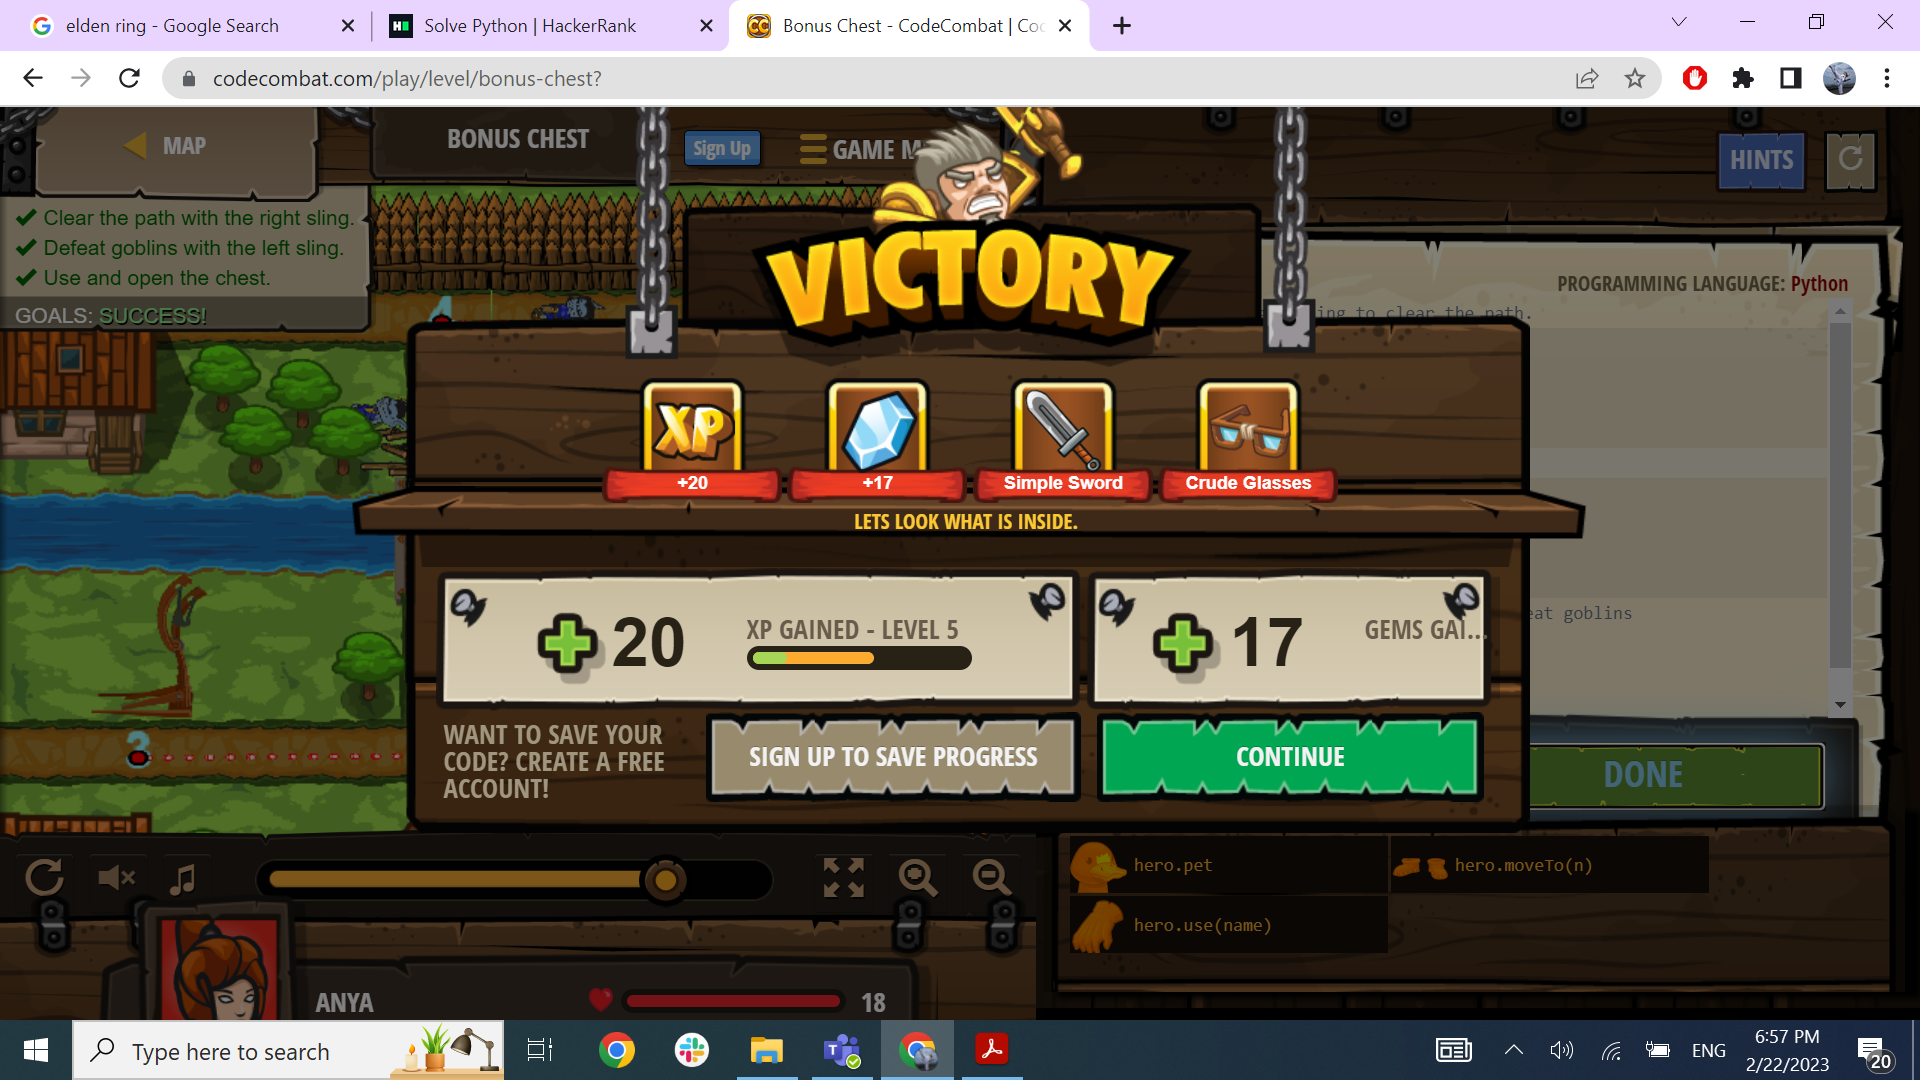 elden ring - Google Search
Solve Python | HackerRank
Bonus Chest - CodeCombat | Coc
codecombat.com/play/level/bonus-chest?
MAP
BONUS CHEST
Sign Up
GAME M
HINTS
Clear the path with the right sling.
Defeat goblins with the left sling.
Use and open the chest.
GOALS: SUCCESS!
VICTORY
PROGRAMMING LANGUAGE: Python
ing to clear the path.
XP
+20
+17
Simple Sword
Crude Glasses
LETS LOOK WHAT IS INSIDE.
20
XP GAINED - LEVEL 5
17
GEMS GAI...
eat goblins
WANT TO SAVE YOUR
CODE? CREATE A FREE
ACCOUNT!
SIGN UP TO SAVE PROGRESS
CONTINUE
DONE
3
hero.pet
hero.moveTo(n)
hero.use(name)
ANYA
18
Type here to search
ENG
6:57 PM
2/22/2023
20